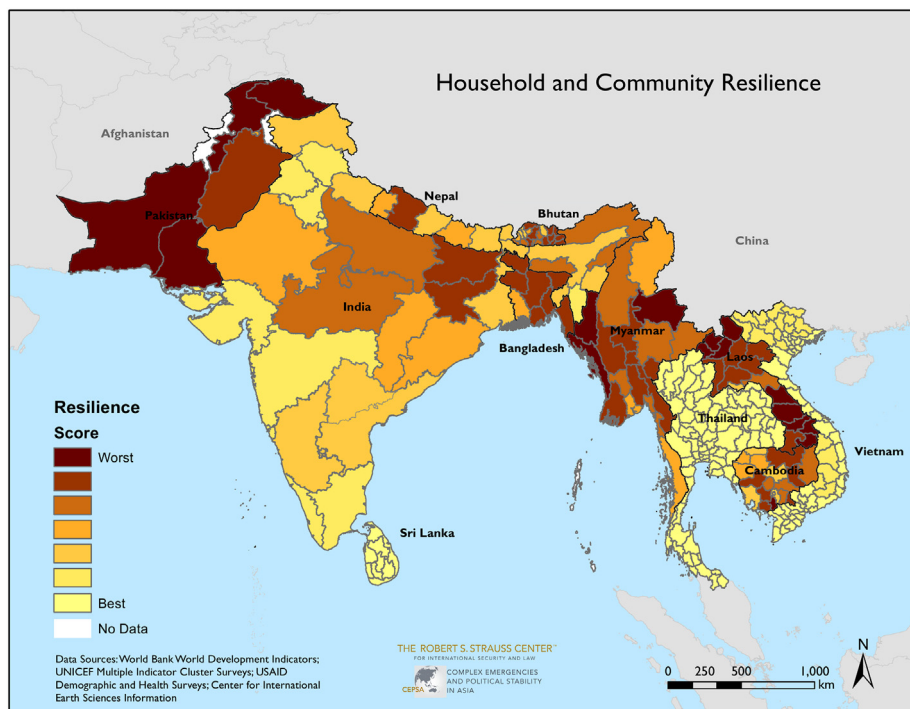 Household and Community Resilience
Afghanistan
Nepal
Pakistan
Bhutan
China
India
Myanmar
Bangladesh
Laos
Thailand
Vietnam
Cambodia
Sri Lanka
Resilience
Score
Worst
Best
No Data
Data Sources: World Bank World Development Indicators;
UNICEF Multiple Indicator Cluster Surveys; USAID
Demographic and Health Surveys; Center for International
Earth Sciences Information
THE ROBERT S. STRAUSS CENTER
FOR INTERNATIONAL SECURITY AND LAW
CEPSA
COMPLEX EMERGENCIES
AND POLITICAL STABILITY
IN ASIA
N
0 250 500 1,000
km